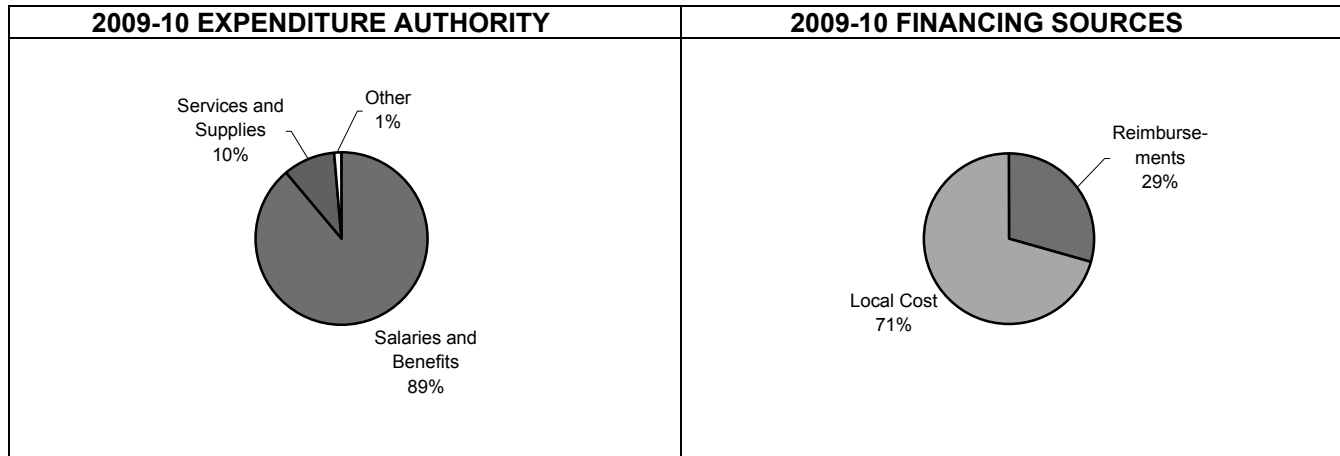 2009-10 EXPENDITURE AUTHORITY
2009-10 FINANCING SOURCES
Services and
Supplies
10%
Other
1%
Salaries and
Benefits
89%
Reimburse-
ments
29%
Local Cost
71%